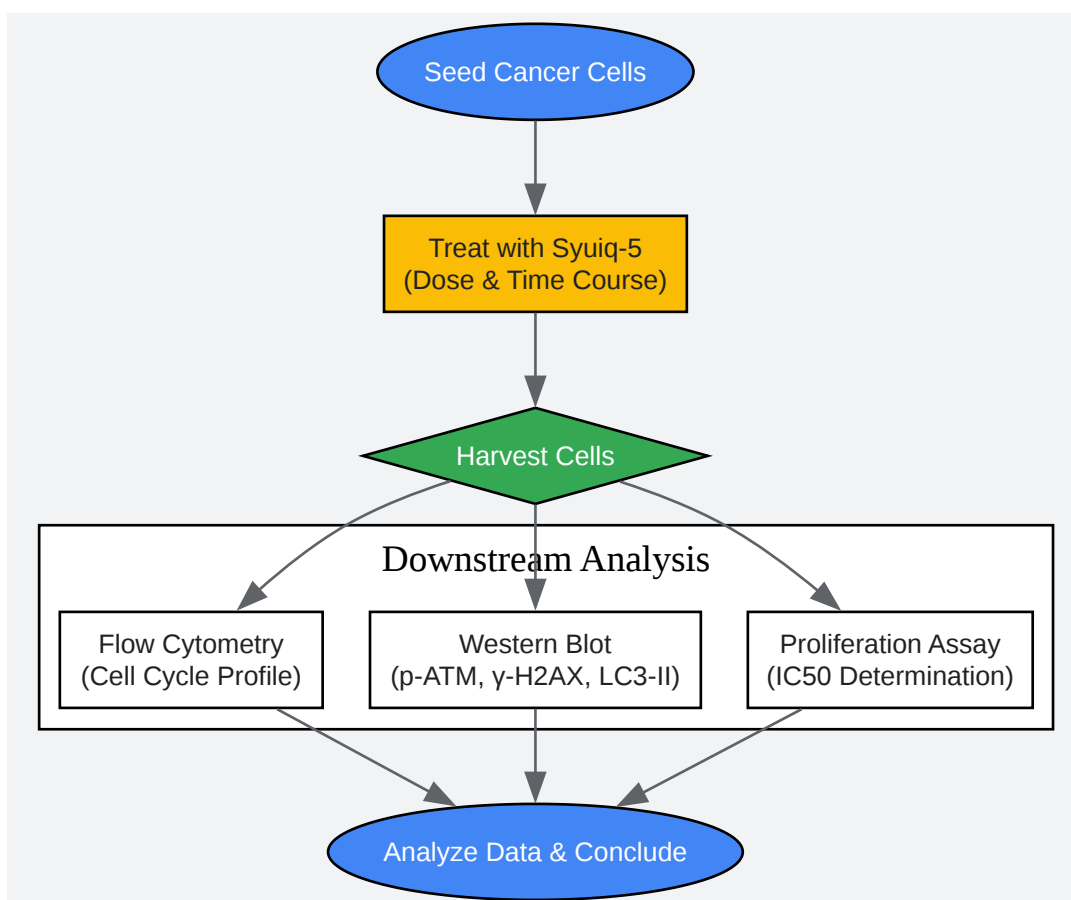 Seed Cancer Cells
Treat with Syuiq-5
(Dose & Time Course)
Harvest Cells
Downstream Analysis
Flow Cytometry
(Cell Cycle Profile)
Western Blot
(p-ATM, γ-H2AX, LC3-II)
Proliferation Assay
(IC50 Determination)
Analyze Data & Conclude